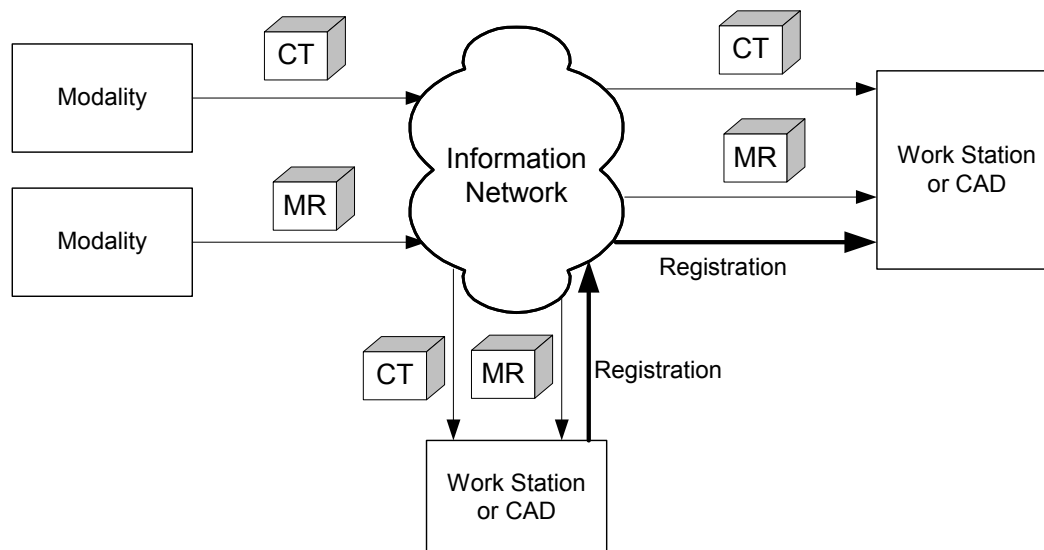 CT
CT
Modality
MR
Information
Network
MR
Work Station
or CAD
Modality
MR
Registration
CT
MR
Registration
Work Station
or CAD